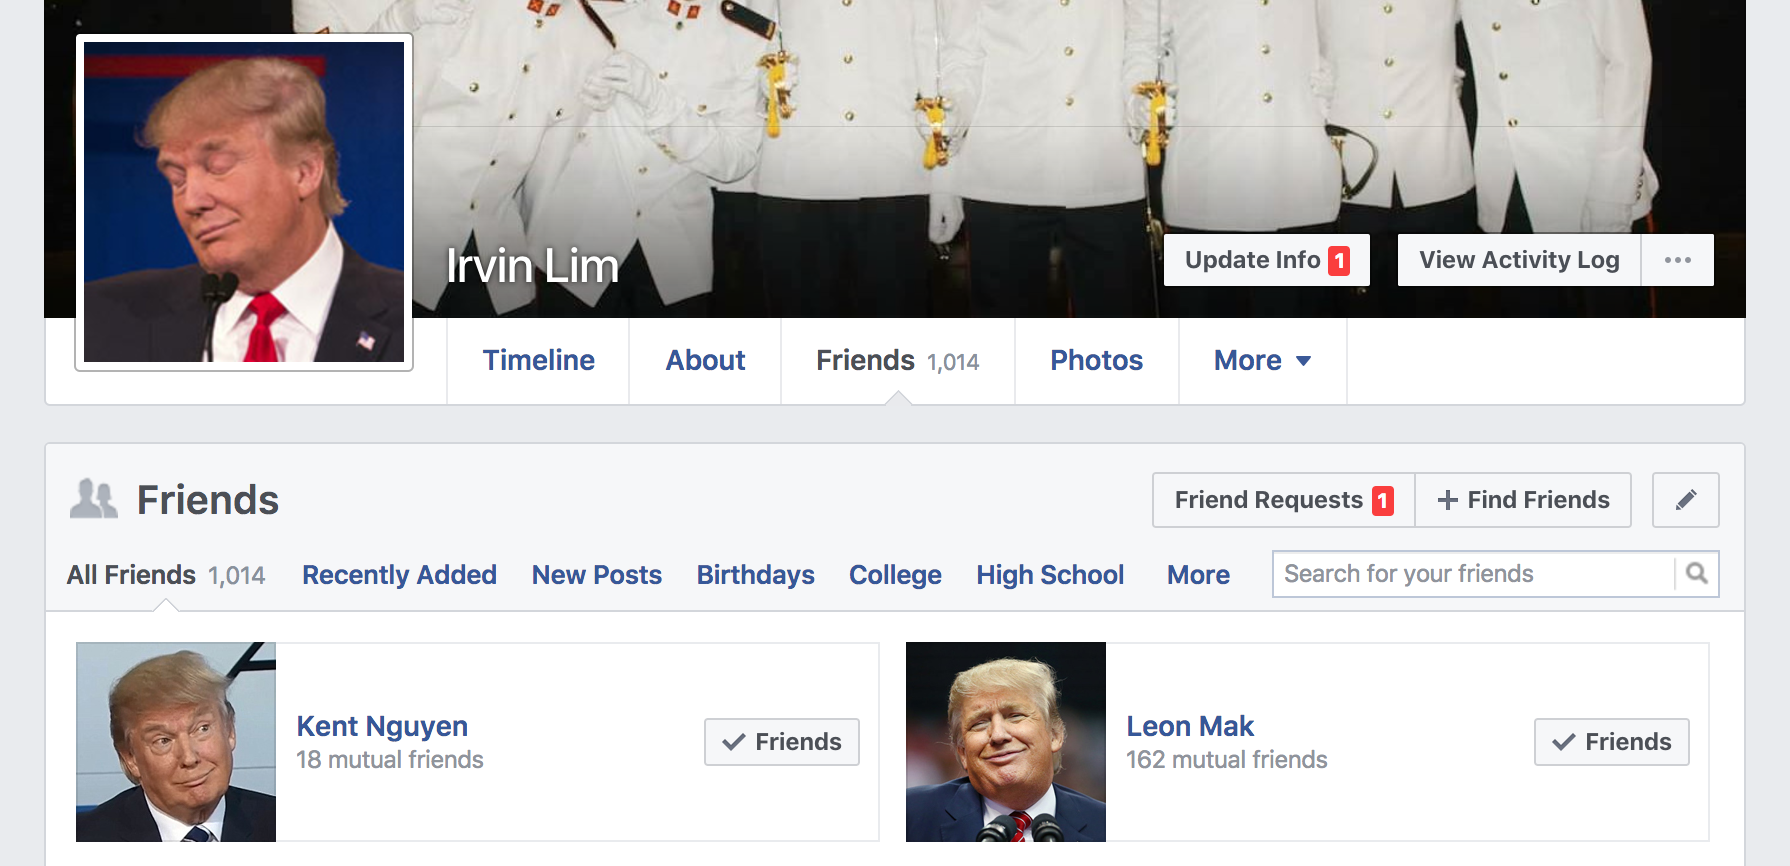 Irvin Lim
Update Info 1
View Activity Log
Timeline
About
Friends 1,014
Photos
More
Friends
Friend Requests 1
Find Friends
All Friends 1,014
Recently Added
New Posts
Birthdays
College
High School
More
Search for your friends
Kent Nguyen
18 mutual friends
Friends
Leon Mak
162 mutual friends
Friends